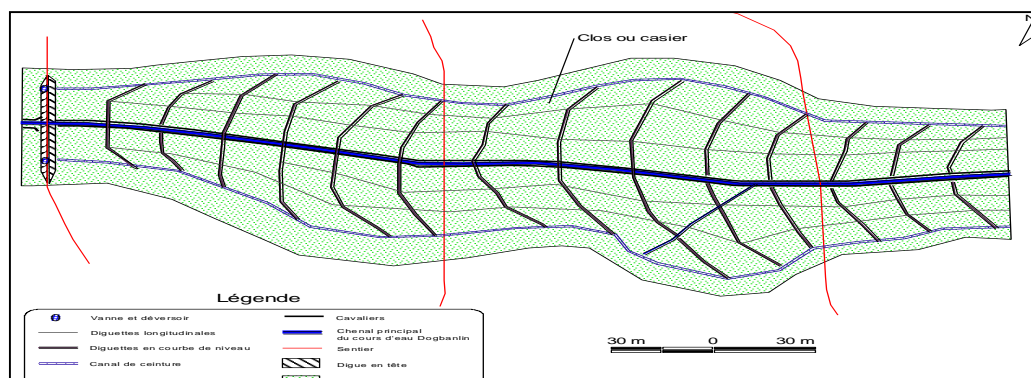 Clos ou casier
Légende
Vanne et déversoir
Diguettes longitudinales
Diguettes en courbe de niveau
Canal de ceinture
Cavaliers
Chenal principal
du cours d'eau Dogbanlin
Sentier
Digue en tête
30 m 0 30 m